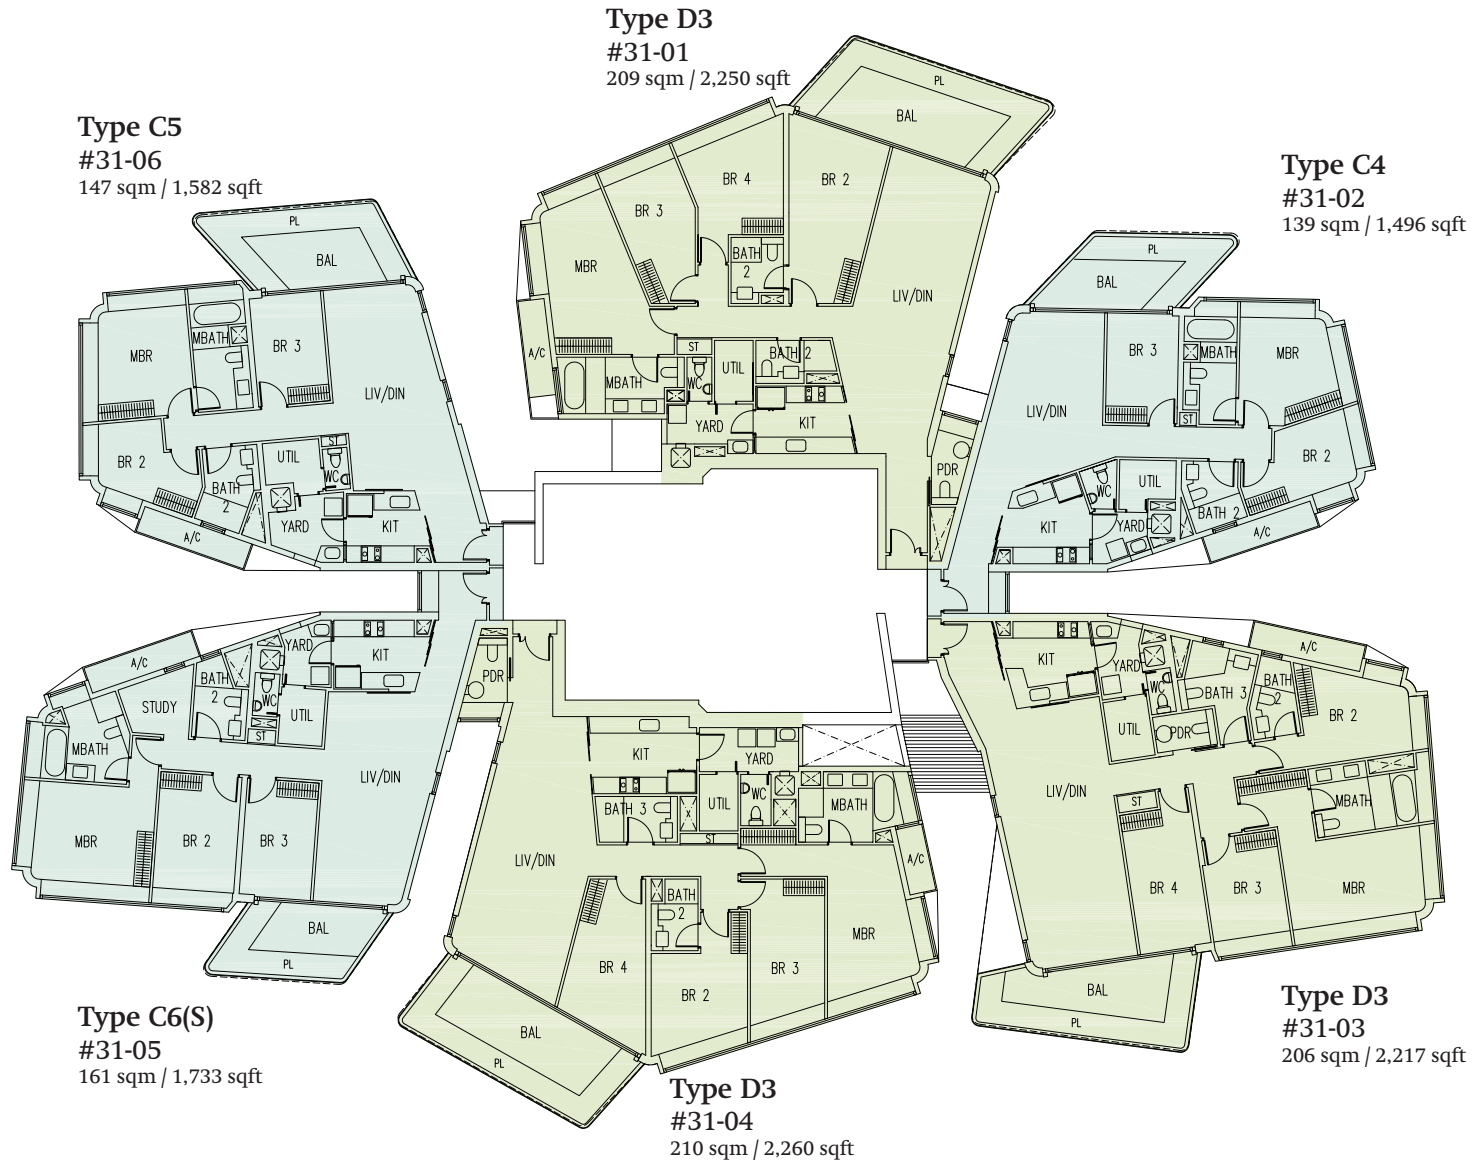 Type D3
#31-01
209 sqm / 2,250 sqft
Type C5
#31-06
147 sqm / 1,582 sqft
Type C4
#31-02
139 sqm / 1,496 sqft
PL
BAL
MBR
MBATH
BR 3
LIV/DIN
BR 2
BATH 2
UTIL
ST
WC
YARD
KIT
A/C
PL
BAL
BR 4
BR 2
BR 3
MBR
BATH 2
LIV/DIN
A/C
ST
UTIL
BATH 2
MBATH
WC
YARD
KIT
PDR
PL
BAL
BR 3
MBATH
MBR
LIV/DIN
ST
BR 2
WC
UTIL
BATH 2
KIT
YARD
A/C
A/C
YARD
KIT
BATH 2
WC
STUDY
UTIL
ST
MBATH
LIV/DIN
MBR
BR 2
BR 3
BAL
PL
PDR
KIT
YARD
UTIL
WC
MBATH
BATH 3
ST
LIV/DIN
A/C
BATH 2
MBR
BR 4
BR 3
BR 2
BAL
PL
A/C
KIT
YARD
WC
BATH 3
BATH 2
BR 2
UTIL
PDR
LIV/DIN
ST
MBATH
BR 4
BR 3
MBR
BAL
PL
Type C6(S)
#31-05
161 sqm / 1,733 sqft
Type D3
#31-04
210 sqm / 2,260 sqft
Type D3
#31-03
206 sqm / 2,217 sqft